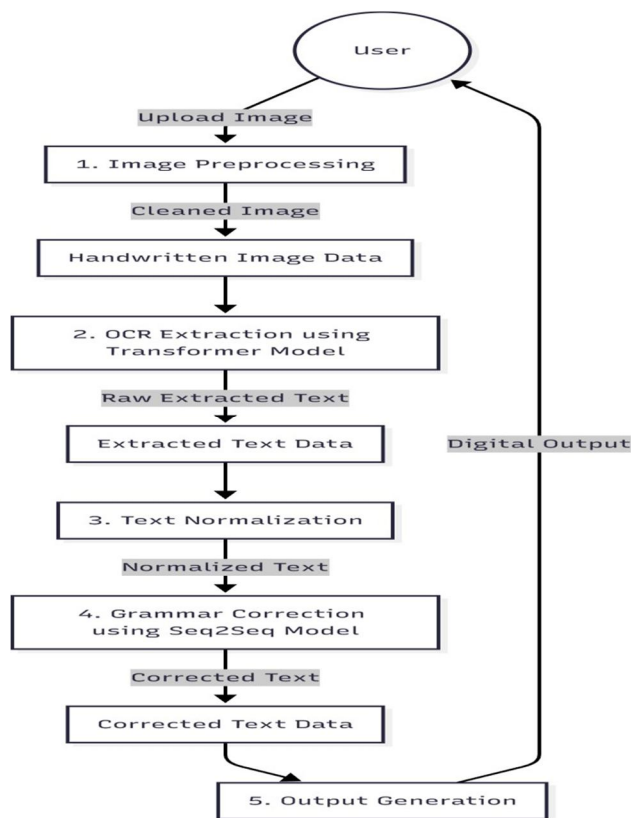 User
Upload Image
1. Image Preprocessing
Cleaned Image
Handwritten Image Data
2. OCR Extraction using
Transformer Model
Raw Extracted Text
Extracted Text Data
Digital Output
3. Text Normalization
Normalized Text
4. Grammar Correction
using Seq2Seq Model
Corrected Text
Corrected Text Data
5. Output Generation